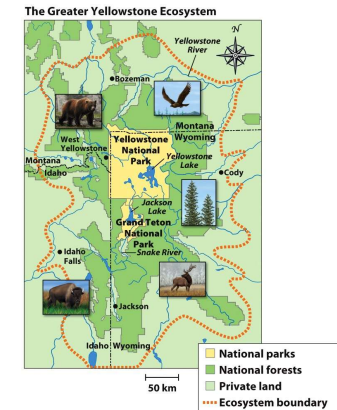 The Greater Yellowstone Ecosystem
N
Yellowstone
River
Bozeman
Montana
Wyoming
West
Yellowstone
Yellowstone
National
Park
Yellowstone
Lake
Montana
Idaho
Cody
Jackson
Lake
Grand Teton
National
Park
Snake River
Idaho
Falls
Jackson
Idaho Wyoming
50 km
National parks
National forests
Private land
Ecosystem boundary